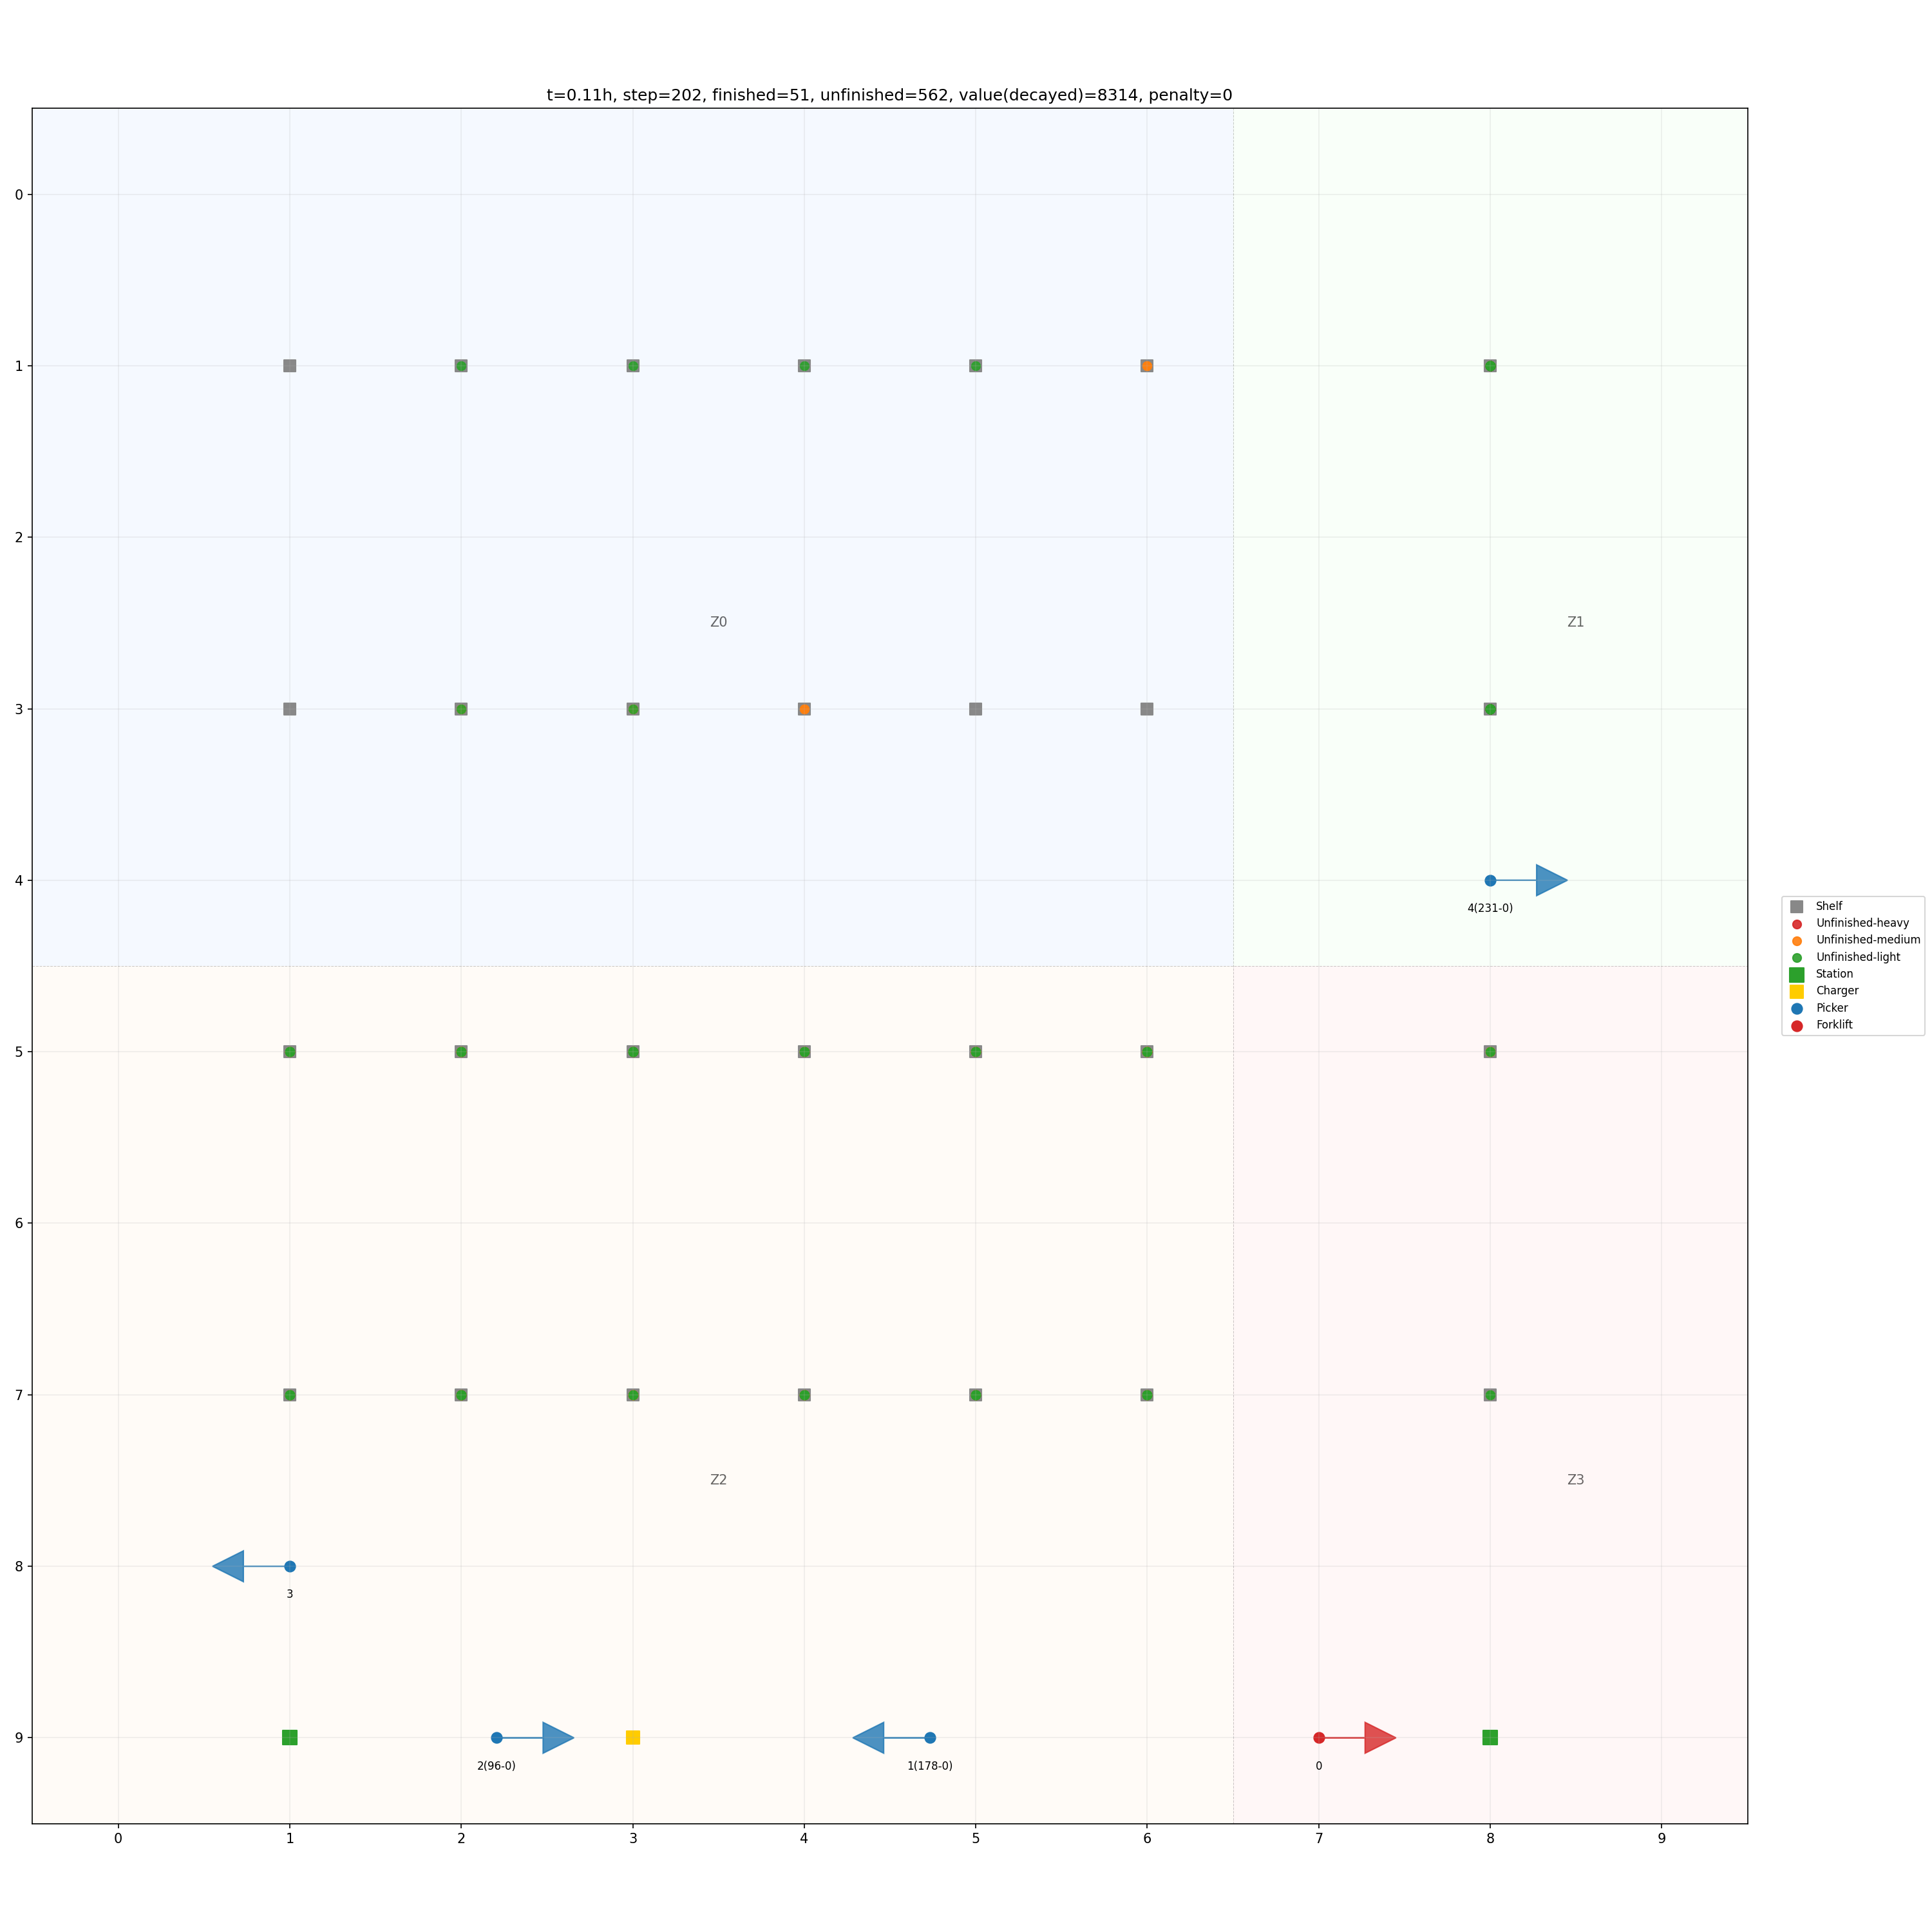 t=0.11h, step=202, finished=51, unfinished=562, value(decayed)=8314, penalty=0
0
1
2
Z0
Z1
3
4
4(231-0)
Shelf
Unfinished-heavy
Unfinished-medium
Unfinished-light
Station
Charger
Picker
Forklift
5
6
7
Z2
Z3
8
3
9
2(96-0)
1(178-0)
0
0 1 2 3 4 5 6 7 8 9